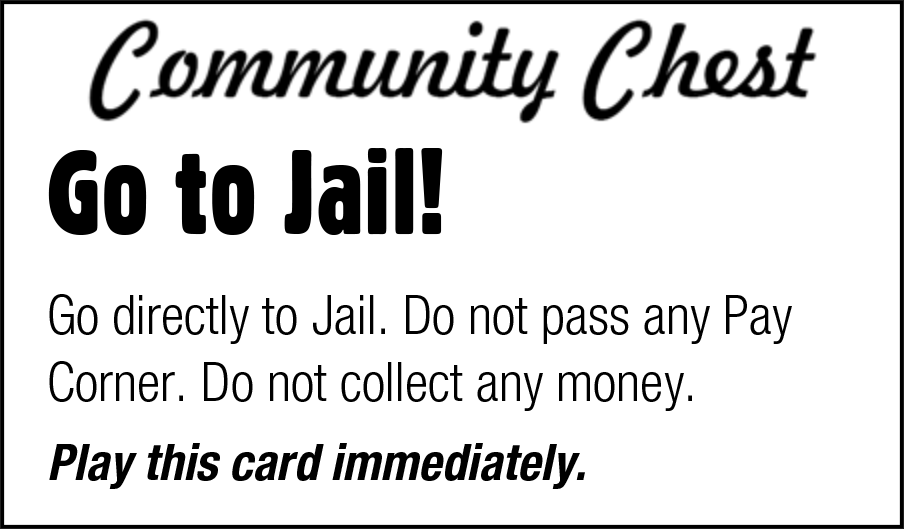 Community Chest
Go to Jail!
Go directly to Jail. Do not pass any Pay
Corner. Do not collect any money.
Play this card immediately.